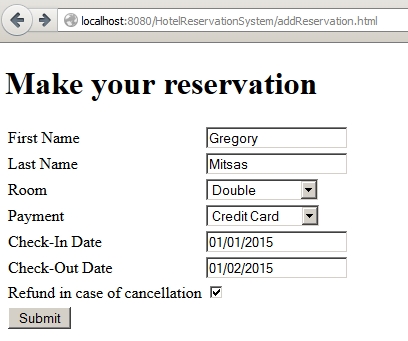 localhost:8080/HotelReservationSystem/addReservation.html
Make your reservation
First Name Gregory
Last Name Mitsas
Room Double
Payment Credit Card
Check-In Date 01/01/2015
Check-Out Date 01/02/2015
Refund in case of cancellation
Submit